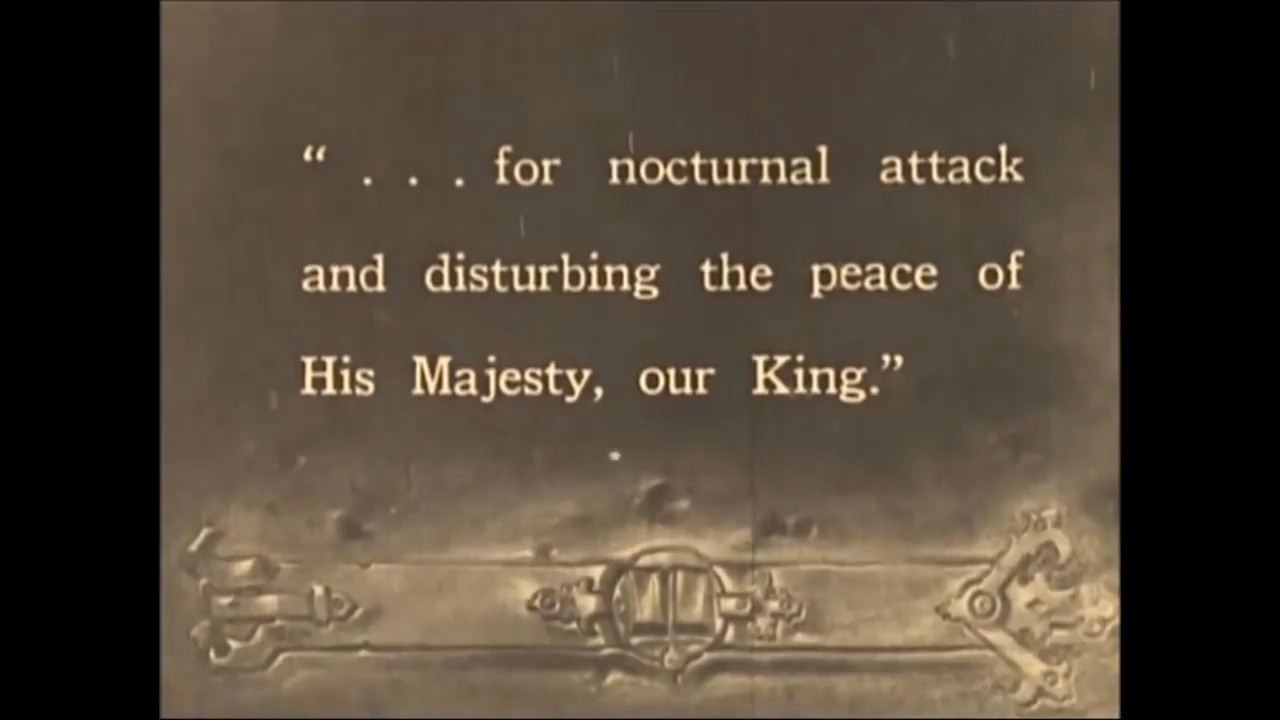 “ . . . for nocturnal attack
and disturbing the peace of
His Majesty, our King.”